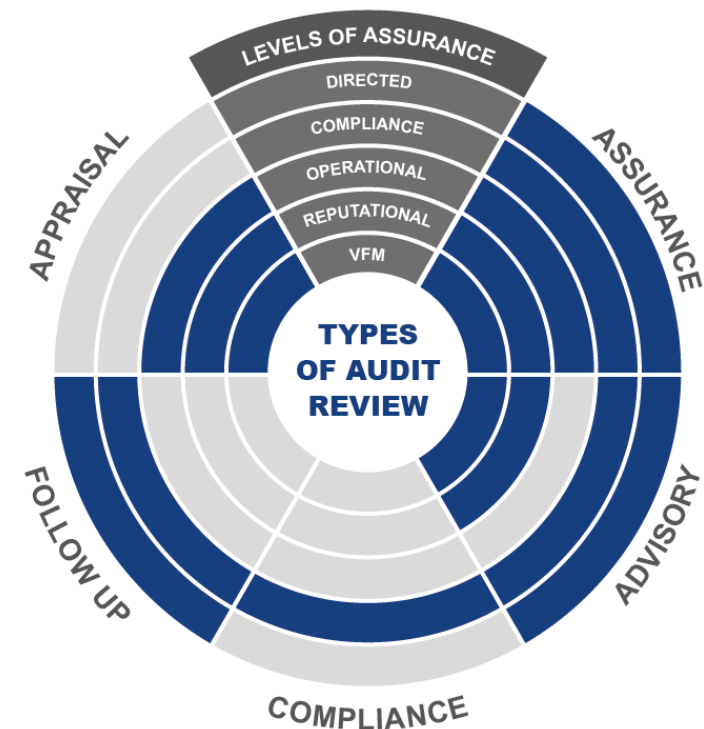 LEVELS OF ASSURANCE
DIRECTED
COMPLIANCE
OPERATIONAL
REPUTATIONAL
VFM
TYPES
OF AUDIT
REVIEW
ASSURANCE
ADVISORY
COMPLIANCE
FOLLOW UP
APPRAISAL